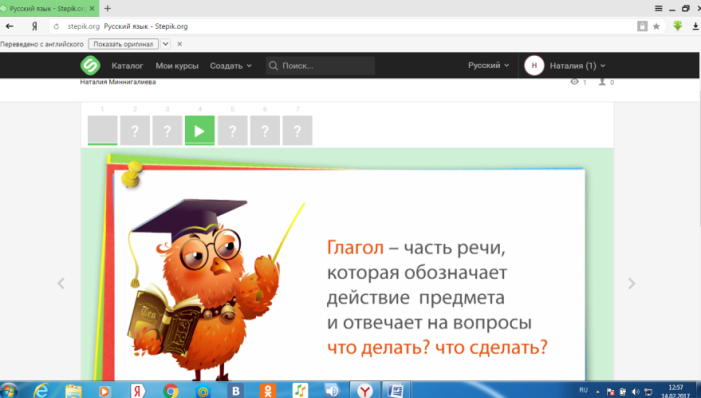 Русский язык - Stepik.org
stepik.org Русский язык - Stepik.org
Переведено с английского Показать оригинал
Каталог Мои курсы Создать Поиск... Русский Н Наталия (1)
Наталия Миннигалиева 1 0
1 2 3 4 5 6 7
? ? ? ? ?
Глагол – часть речи,
которая обозначает
действие предмета
и отвечает на вопросы
что делать? что сделать?
RU 12:57
14.02.2017